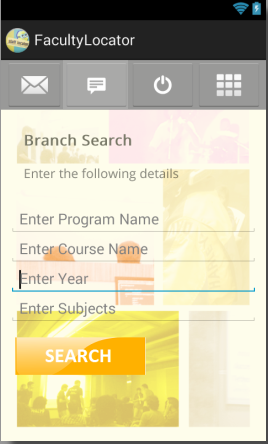 FacultyLocator
Branch Search
Enter the following details
Enter Program Name
Enter Course Name
Enter Year
Enter Subjects
SEARCH